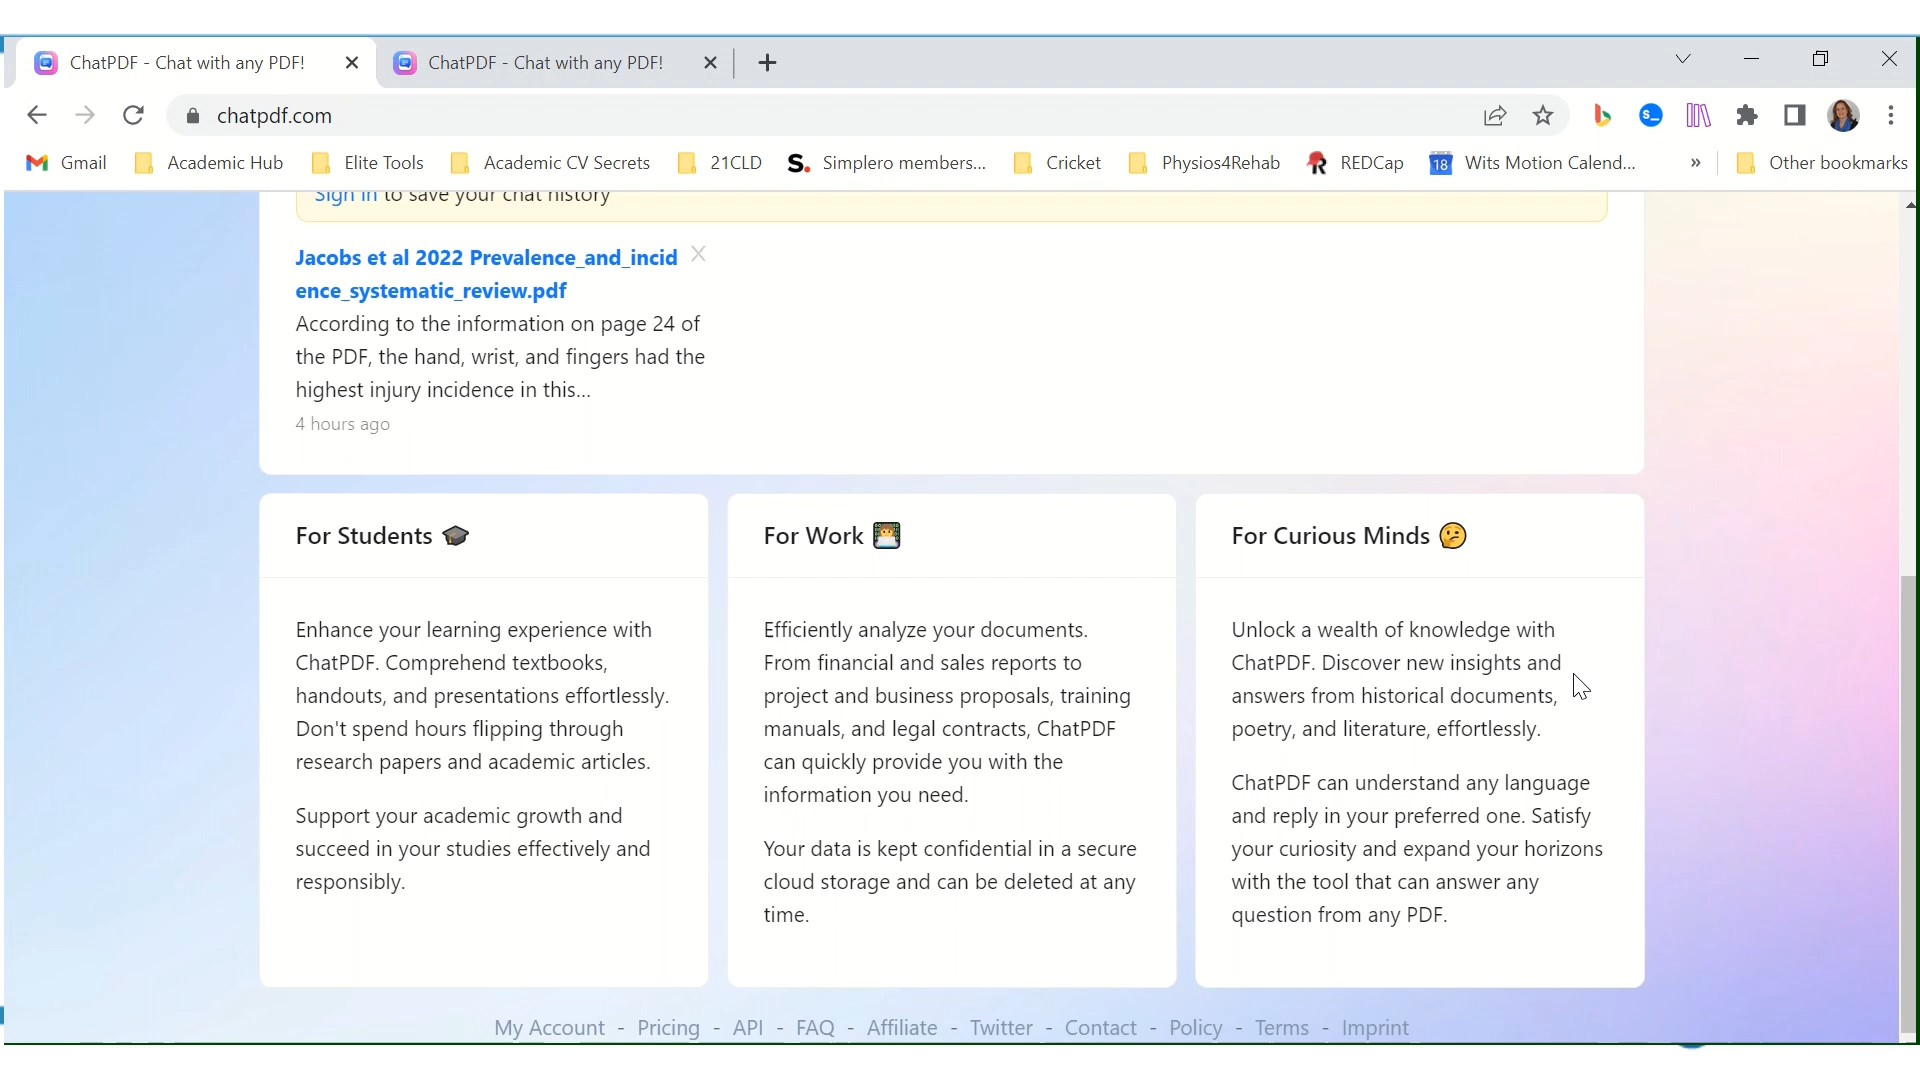 ChatPDF - Chat with any PDF!
ChatPDF - Chat with any PDF!
chatpdf.com
Gmail
Academic Hub
Elite Tools
Academic CV Secrets
21CLD
S. Simplero members...
Cricket
Physios4Rehab
REDCap
18 Wits Motion Calend...
»
Other bookmarks
Sign in to save your chat history
Jacobs et al 2022 Prevalence_and_incid
ence_systematic_review.pdf
According to the information on page 24 of
the PDF, the hand, wrist, and fingers had the
highest injury incidence in this...
4 hours ago
For Students
Enhance your learning experience with
ChatPDF. Comprehend textbooks,
handouts, and presentations effortlessly.
Don't spend hours flipping through
research papers and academic articles.
Support your academic growth and
succeed in your studies effectively and
responsibly.
For Work
Efficiently analyze your documents.
From financial and sales reports to
project and business proposals, training
manuals, and legal contracts, ChatPDF
can quickly provide you with the
information you need.
Your data is kept confidential in a secure
cloud storage and can be deleted at any
time.
For Curious Minds
Unlock a wealth of knowledge with
ChatPDF. Discover new insights and
answers from historical documents,
poetry, and literature, effortlessly.
ChatPDF can understand any language
and reply in your preferred one. Satisfy
your curiosity and expand your horizons
with the tool that can answer any
question from any PDF.
My Account - Pricing - API - FAQ - Affiliate - Twitter - Contact - Policy - Terms - Imprint